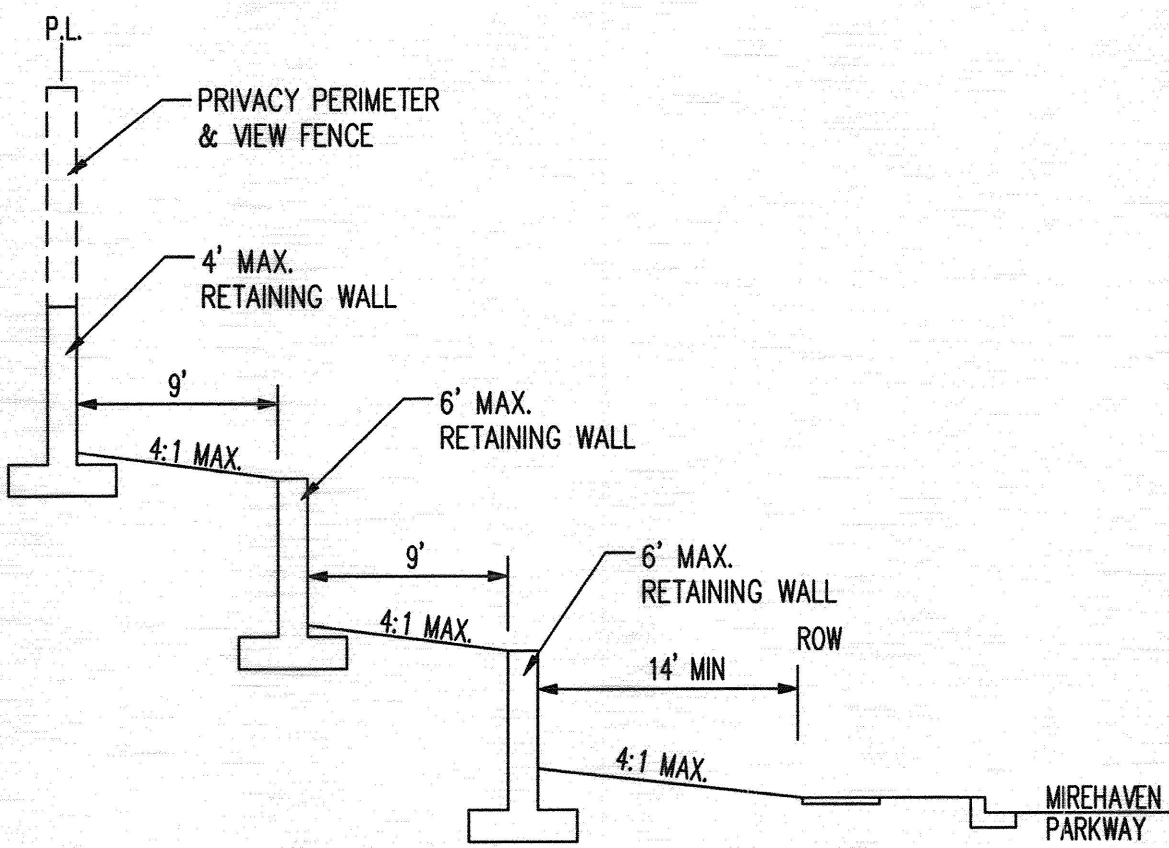 P.L.
PRIVACY PERIMETER
& VIEW FENCE
4' MAX.
RETAINING WALL
9'
4:1 MAX.
6' MAX.
RETAINING WALL
9'
4:1 MAX.
6' MAX.
RETAINING WALL
ROW
14' MIN
4:1 MAX.
MIREHAVEN
PARKWAY